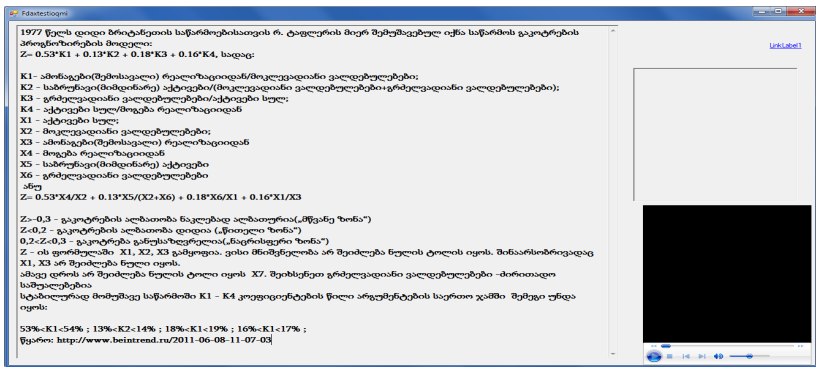 Fdaxtestioqmi
1977 წელს დიდი ბრიტანეთის საწარმოებისათვის რ. ტაფლერის მიერ შემუშავებულ იქნა საწარმოს გაკოტრების
პროგნოზირების მოდელი:
Z= 0.53*K1 + 0.13*K2 + 0.18*K3 + 0.16*K4, სადაც:
K1- ამონაგები(შემოსავალი) რეალიზაციიდან/მოკლევადიანი ვალდებულებები;
K2 - საბრუნავი(მიმდინარე) აქტივები/(მოკლევადიანი ვალდებულებები+გრძელვადიანი ვალდებულებები);
K3 - გრძელვადიანი ვალდებულებები/აქტივები სულ;
K4 - აქტივები სულ/მოგება რეალიზაციიდან
X1 - აქტივები სულ;
X2 - მოკლევადიანი ვალდებულებები;
X3 - ამონაგები(შემოსავალი) რეალიზაციიდან
X4 - მოგება რეალიზაციიდან
X5 - საბრუნავი(მიმდინარე) აქტივები
X6 - გრძელვადიანი ვალდებულებები
ანუ
Z= 0.53*X4/X2 + 0.13*X5/(X2+X6) + 0.18*X6/X1 + 0.16*X1/X3
Z>-0,3 - გაკოტრების ალბათობა ნაკლებად ალბათურია(„მწვანე ზონა“)
Z<0,2 - გაკოტრების ალბათობა დიდია („წითელი ზონა“)
0,2<Z<0,3 - გაკოტრება განუსაზღვრელია(„ნაცრისფერი ზონა“)
Z - ის ფორმულაში X1, X2, X3 გამყოფია. ვისი მნიშვნელობა არ შეიძლება ნულის ტოლის იყოს. შინაარსობრივადაც
X1, X3 არ შეიძლება ნული იყოს.
ამავე დროს არ შეიძლება ნულის ტოლი იყოს X7. შეიხსენეთ გრძელვადიანი ვალდებულებები -ძირითადო
საშუალებებია
სტაბილურად მომუშავე საწარმოში K1 - K4 კოეფიციენტების წილი არგუმენტების საერთო ჯამში შემეგი უნდა
იყოს:
53%<K1<54% ; 13%<K2<14% ; 18%<K1<19% ; 16%<K1<17% ;
წყარო: http://www.beintrend.ru/2011-06-08-11-07-03
LinkLabel1